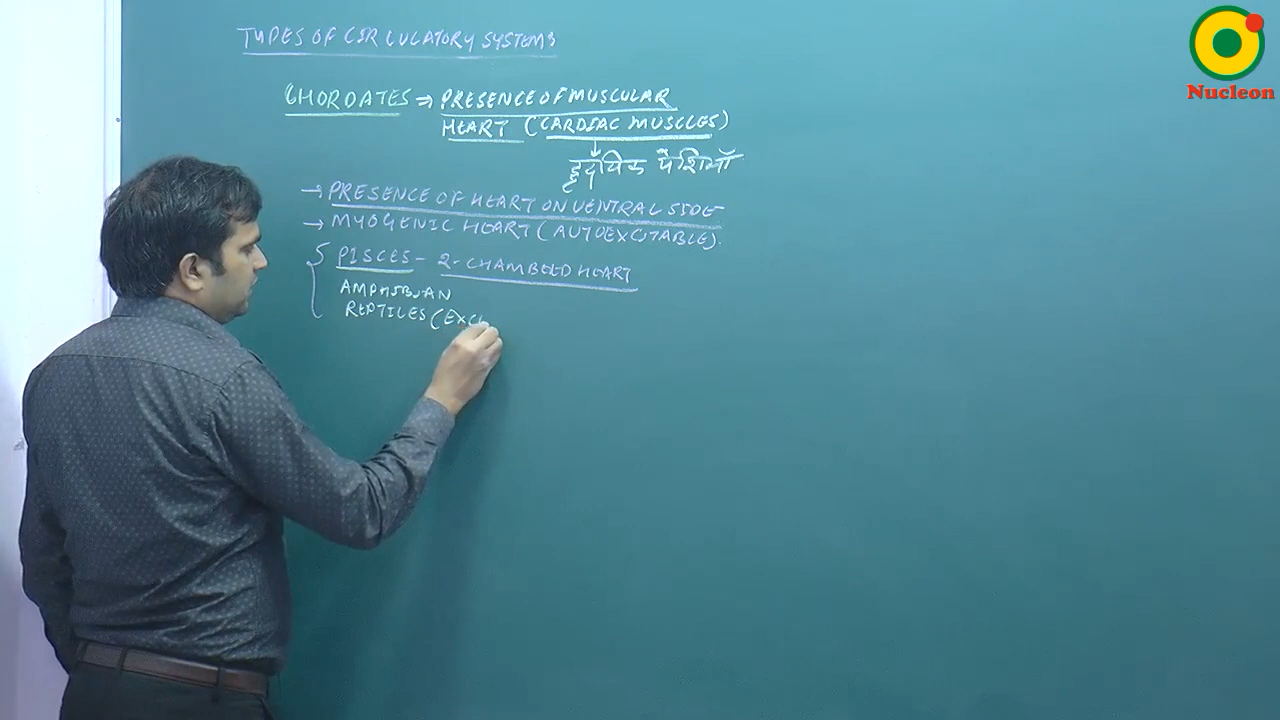 TYPES OF CIRCULATORY SYSTEMS
CHORDATES → PRESENCE OF MUSCULAR
HEART (CARDIAC MUSCLES)
हृदयिक पेशियाँ
→ PRESENCE OF HEART ON VENTRAL SIDE
→ MYOGENIC HEART (AUTOEXCITABLE).
PISCES - 2-CHAMBERED HEART
AMPHIBIAN
REPTILES (EXC
Nucleon